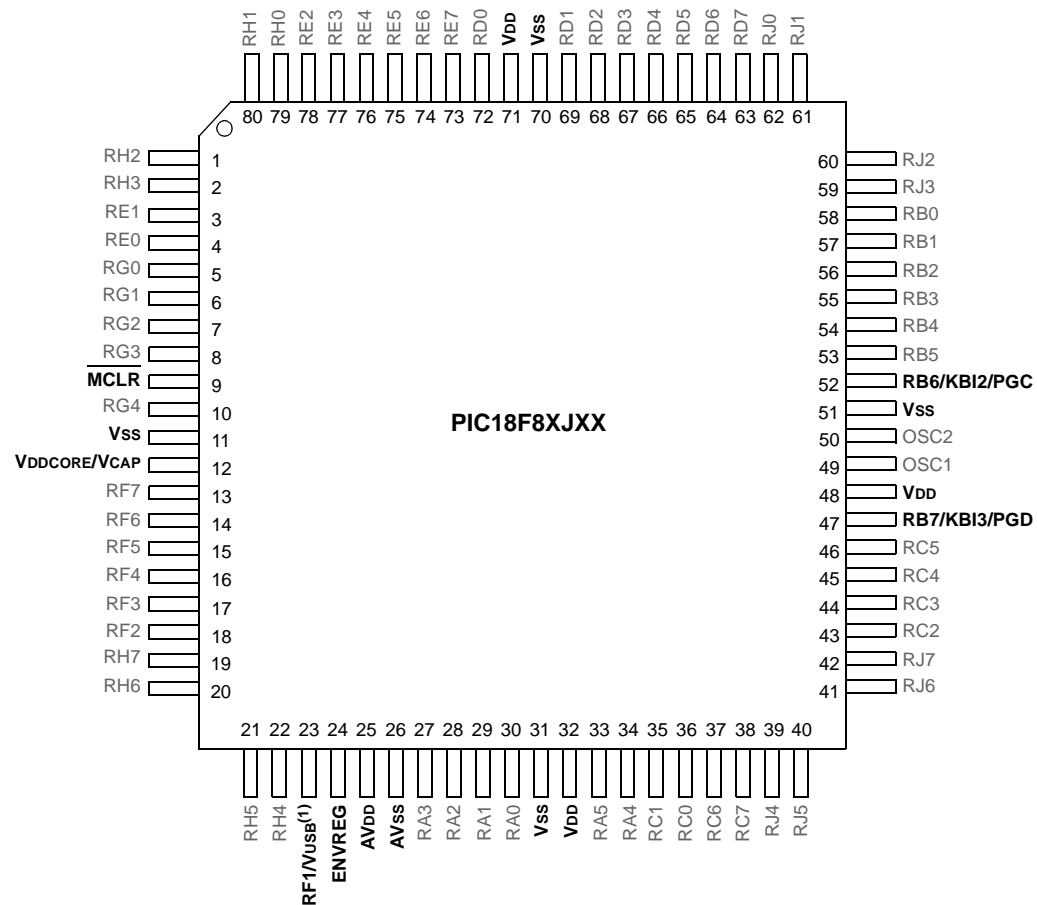 RH1 RH0 RE2 RE3 RE4 RE5 RE6 RE7 RD0 VDD VSS RD1 RD2 RD3 RD4 RD5 RD6 RD7 RJ0 RJ1
80 79 78 77 76 75 74 73 72 71 70 69 68 67 66 65 64 63 62 61
RH2 1
RH3 2
RE1 3
RE0 4
RG0 5
RG1 6
RG2 7
RG3 8
MCLR 9
RG4 10
VSS 11
VDDCORE/VCAP 12
RF7 13
RF6 14
RF5 15
RF4 16
RF3 17
RF2 18
RH7 19
RH6 20
PIC18F8XJXX
60 RJ2
59 RJ3
58 RB0
57 RB1
56 RB2
55 RB3
54 RB4
53 RB5
52 RB6/KBI2/PGC
51 VSS
50 OSC2
49 OSC1
48 VDD
47 RB7/KBI3/PGD
46 RC5
45 RC4
44 RC3
43 RC2
42 RJ7
41 RJ6
21 22 23 24 25 26 27 28 29 30 31 32 33 34 35 36 37 38 39 40
RH5 RH4 RF1/VUSB(1) ENVREG AVDD AVSS RA3 RA2 RA1 RA0 VSS VDD RA5 RA4 RC1 RC0 RC6 RC7 RJ4 RJ5